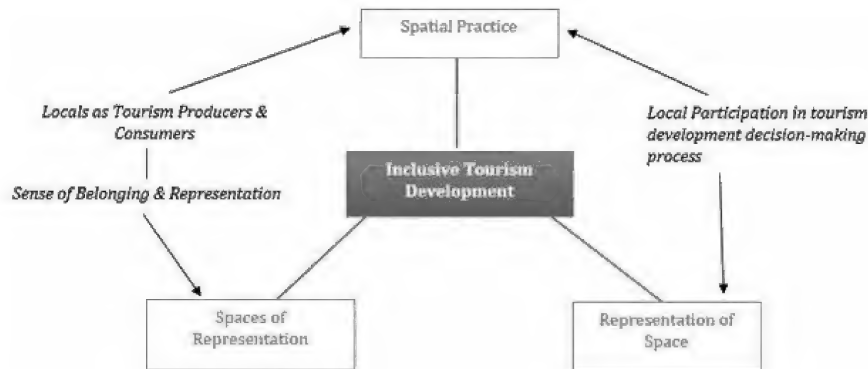 Spatial Practice
Locals as Tourism Producers &
Consumers
Local Participation in tourism
development decision-making
process
Inclusive Tourism
Development
Sense of Belonging & Representation
Spaces of
Representation
Representation of
Space